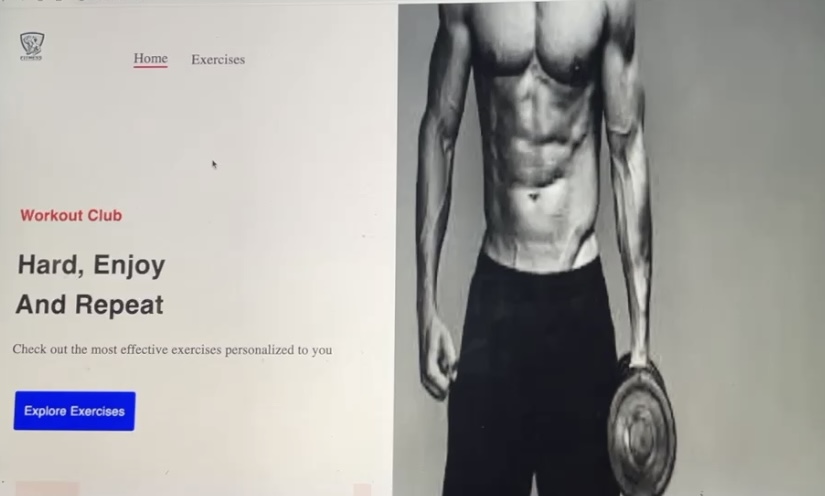 FITNESS
Home Exercises
Workout Club
Hard, Enjoy
And Repeat
Check out the most effective exercises personalized to you
Explore Exercises